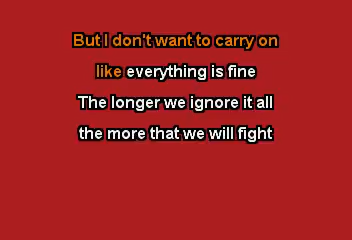 But I don't want to carry on
like everything is fine
The longer we ignore it all
the more that we will fight